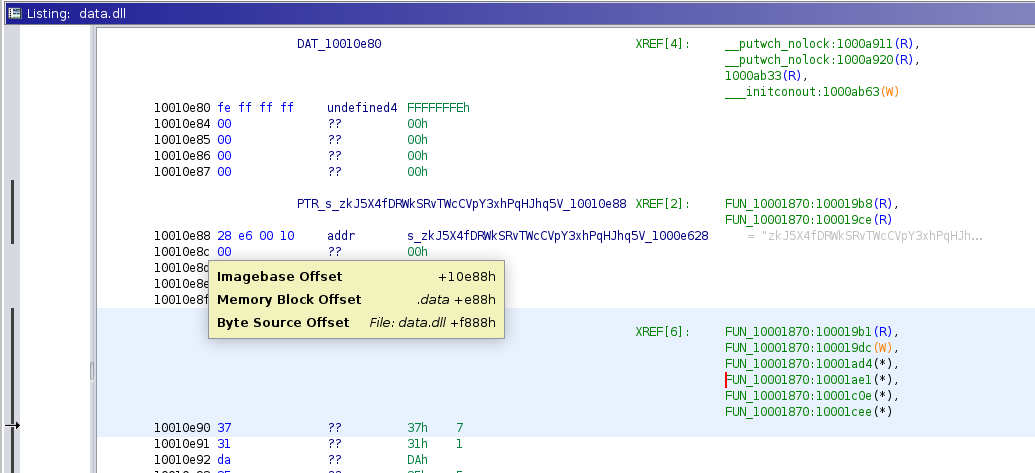 Listing: data.dll
DAT_10010e80 XREF[4]: __putwch_nolock:1000a911(R),
__putwch_nolock:1000a920(R),
1000ab33(R),
___initconout:1000ab63(W)
10010e80 fe ff ff ff undefined4 FFFFFFFEh
10010e84 00 ?? 00h
10010e85 00 ?? 00h
10010e86 00 ?? 00h
10010e87 00 ?? 00h
PTR_s_zkJ5X4fDRWkSRvTWcCVpY3xhPqHJhq5V_10010e88 XREF[2]: FUN_10001870:100019b8(R),
FUN_10001870:100019ce(R)
10010e88 28 e6 00 10 addr s_zkJ5X4fDRWkSRvTWcCVpY3xhPqHJhq5V_1000e628 = "zkJ5X4fDRWkSRvTWcCVpY3xhPqHJh...
10010e8c 00 ?? 00h
10010e8d
10010e8e
10010e8f
Imagebase Offset +10e88h
Memory Block Offset .data +e88h
Byte Source Offset File: data.dll +f888h
XREF[6]: FUN_10001870:100019b1(R),
FUN_10001870:100019dc(W),
FUN_10001870:10001ad4(*),
FUN_10001870:10001ae1(*),
FUN_10001870:10001c0e(*),
FUN_10001870:10001cee(*)
10010e90 37 ?? 37h 7
10010e91 31 ?? 31h 1
10010e92 da ?? DAh